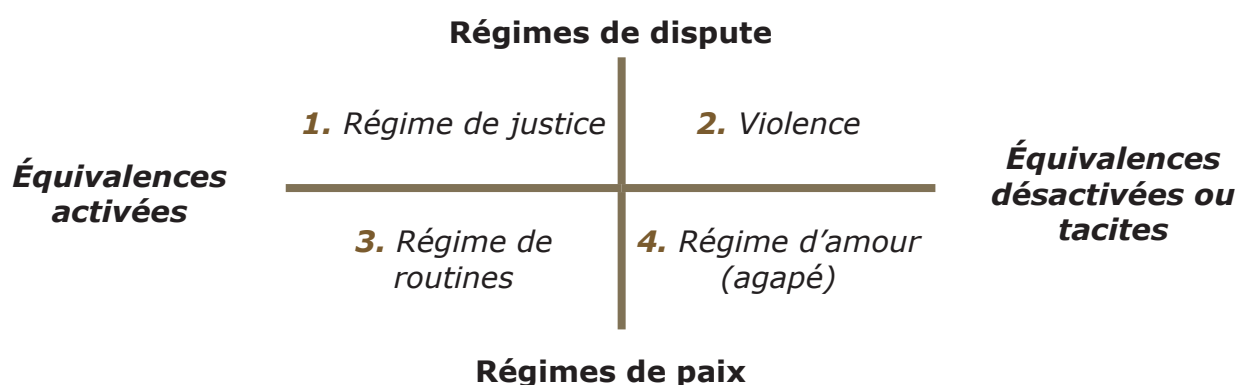 Régimes de dispute
1. Régime de justice
2. Violence
Équivalences
activées
Équivalences
désactivées ou
tacites
3. Régime de
routines
4. Régime d'amour
(agapé)
Régimes de paix